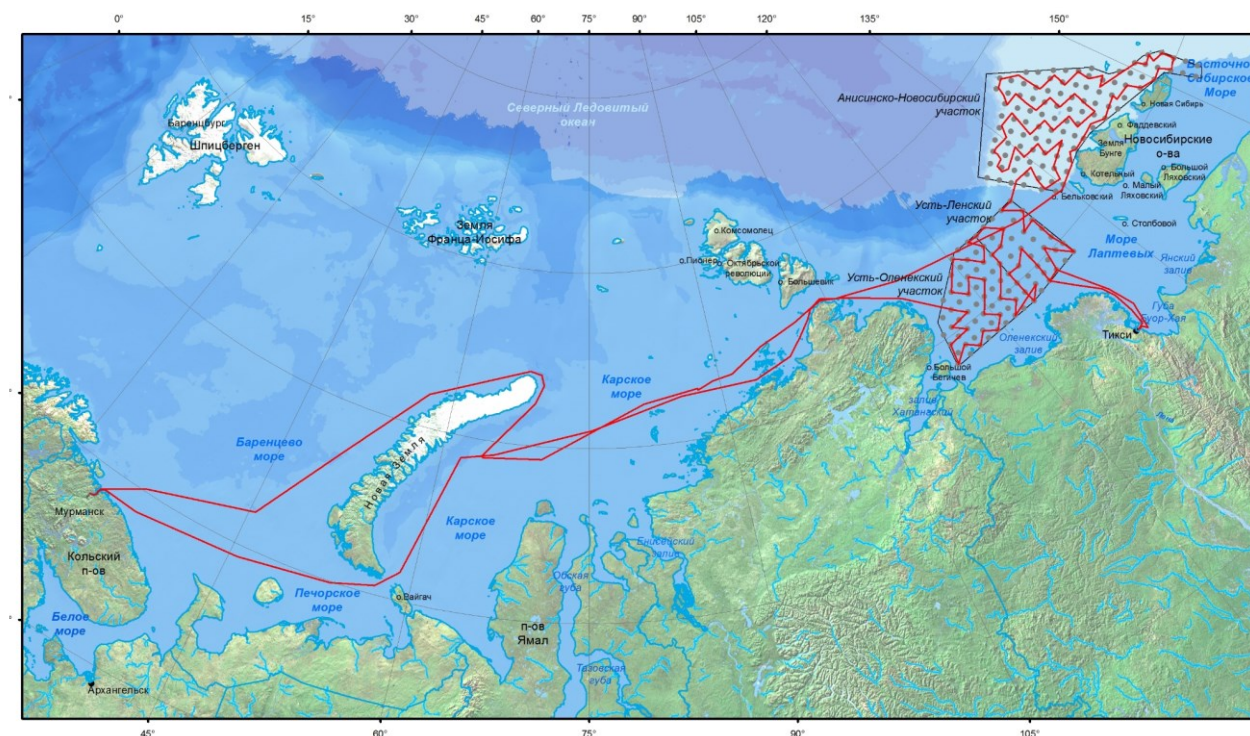 0°
15°
30°
45°
60°
75°
90°
105°
120°
135°
150°
Восточно
Сибирское
Море
Анисинско-Новосибирский
участок
Северный Ледовитый
океан
о. Новая Сибирь
Баренцбург
о. Фаддевский
Шпицберген
Земля
Бунге
Новосибирские
о-ва
о. Котельный
о. Большой
Ляховский
о. Малый
Ляховский
о. Бельковский
Усть-Ленский
участок
о. Столбовой
Земля
Франца-Иосифа
о.Комсомолец
Море
Лаптевых
о.Пионер
о. Октябрьской
революции
Янский
залив
о. Большевик
Усть-Оленекский
участок
Губа
Буор-Хая
Тикси
Оленекский
залив
о.Большой
Бегичев
Карское
море
залив
Хатангский
Лена
Баренцево
море
Новая Земля
Мурманск
Карское
море
Кольский
п-ов
Енисейский
залив
Обская
губа
Печорское
море
о.Вайгач
Белое
море
п-ов
Ямал
Тазовская
губа
Архангельск
45°
60°
75°
90°
105°